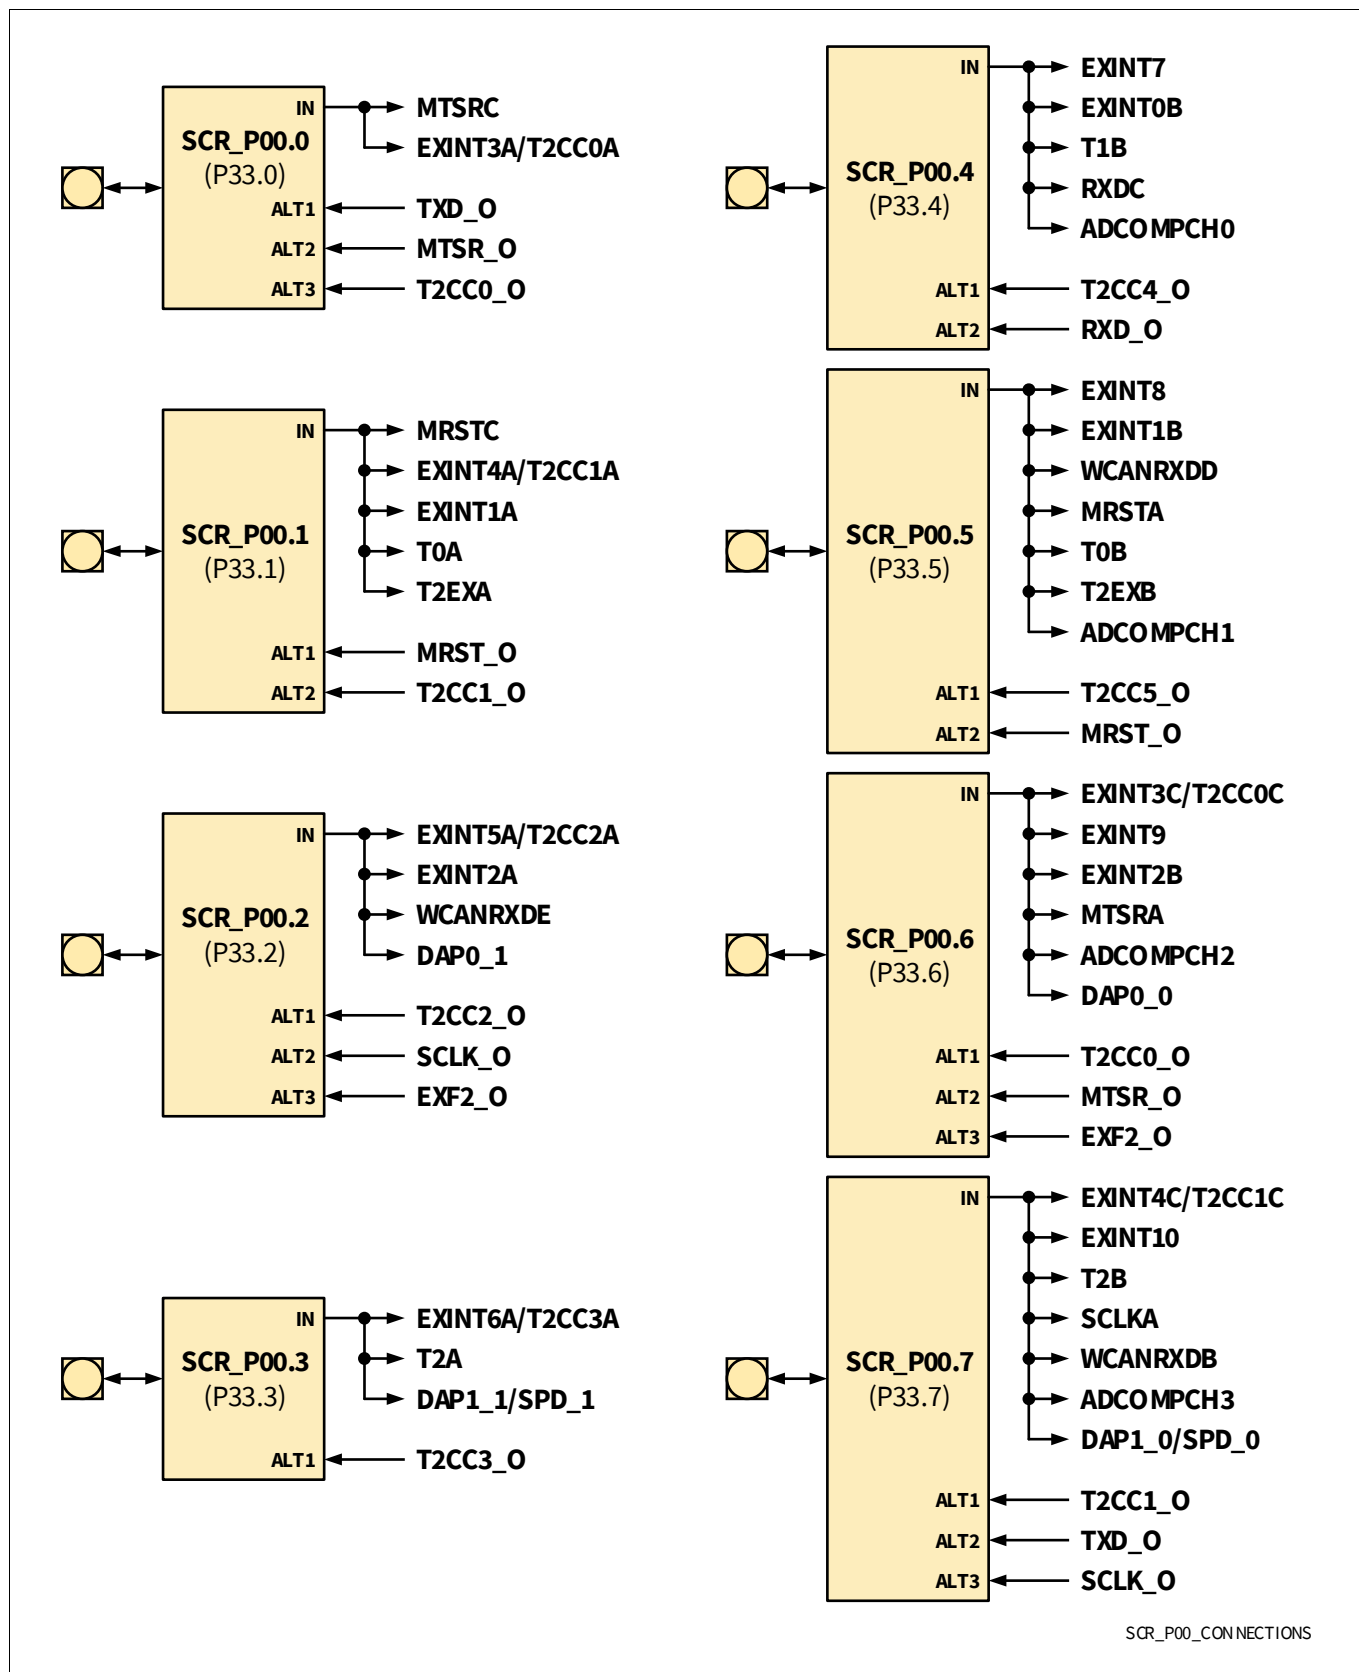 IN
MTSRC
SCR_P00.0
(P33.0)
EXINT3A/T2CC0A
ALT1
TXD_O
ALT2
MTSR_O
ALT3
T2CC0_O
IN
MRSTC
EXINT4A/T2CC1A
EXINT1A
SCR_P00.1
(P33.1)
T0A
T2EXA
ALT1
MRST_O
ALT2
T2CC1_O
IN
EXINT5A/T2CC2A
EXINT2A
SCR_P00.2
(P33.2)
WCANRXDE
DAP0_1
ALT1
T2CC2_O
ALT2
SCLK_O
ALT3
EXF2_O
IN
EXINT6A/T2CC3A
SCR_P00.3
(P33.3)
T2A
DAP1_1/SPD_1
ALT1
T2CC3_O
IN
EXINT7
EXINT0B
T1B
SCR_P00.4
(P33.4)
RXDC
ADCOMPCH0
ALT1
T2CC4_O
ALT2
RXD_O
IN
EXINT8
EXINT1B
WCANRXDD
MRSTA
SCR_P00.5
(P33.5)
T0B
T2EXB
ADCOMPCH1
ALT1
T2CC5_O
ALT2
MRST_O
IN
EXINT3C/T2CC0C
EXINT9
EXINT2B
MTSRA
SCR_P00.6
(P33.6)
ADCOMPCH2
DAP0_0
ALT1
T2CC0_O
ALT2
MTSR_O
ALT3
EXF2_O
IN
EXINT4C/T2CC1C
EXINT10
T2B
SCLKA
SCR_P00.7
(P33.7)
WCANRXDB
ADCOMPCH3
DAP1_0/SPD_0
ALT1
T2CC1_O
ALT2
TXD_O
ALT3
SCLK_O
SCR_P00_CONNECTIONS